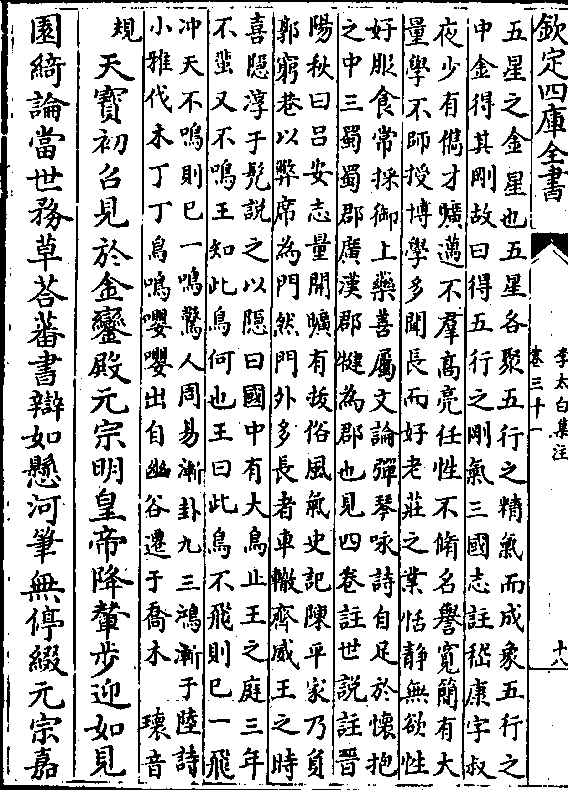 欽定四庫全書
李太白集注
卷三十一
十八
五星之金星也五星各聚五行之精氣而成象五行之
中金得其剛故曰得五行之剛氣三國志註嵇康字叔
夜少有儁才曠邁不羣髙亮任性不脩名譽寛簡有大
量學不師授博學多聞長而好老莊之業恬静無欲性
好服食常採御上藥善屬文論彈琴咏詩自足於懐抱
之中三蜀蜀郡廣漢郡犍為郡也見四卷註世説註晉
陽秋曰吕安志量開曠有㧞俗風氣史記陳平家乃負
郭窮巷以弊席為門然門外多長者車轍齊威王之時
喜隠淳于髠説之以隠曰國中有大鳥止王之庭三年
不蜚又不鳴王知此鳥何也王曰此鳥不飛則已一飛
冲天不鳴則已一鳴驚人周易漸卦九三鴻漸于陸詩
小雅伐木丁丁鳥鳴嚶嚶出自幽谷遷于喬木　瓌音
規
天寳初召見於金鑾殿元宗明皇帝降輦歩迎如見
園綺論當世務草荅蕃書辯如懸河筆無停綴元宗嘉